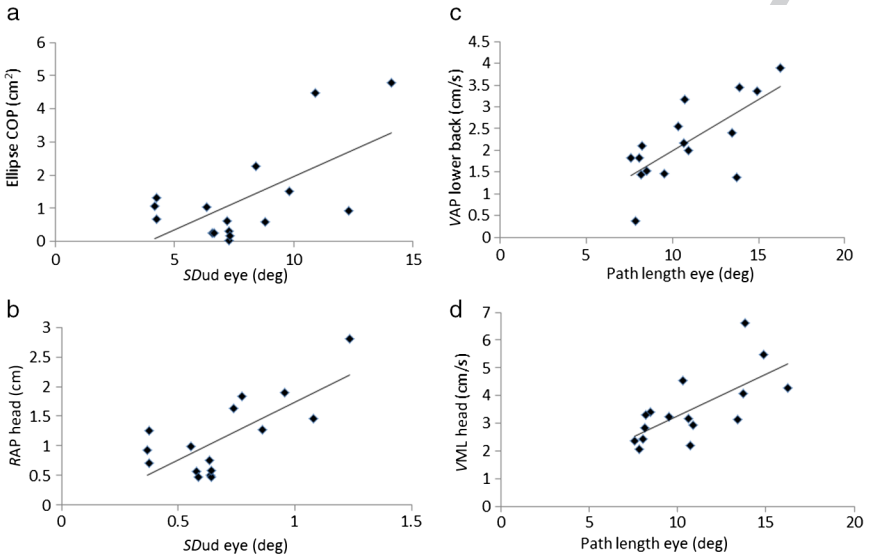 a
Ellipse COP (cm²)
6
5
4
3
2
1
0
0 5 10 15
SDud eye (deg)
c
VAP lower back (cm/s)
4.5
4
3.5
3
2.5
2
1.5
1
0.5
0
0 5 10 15 20
Path length eye (deg)
b
RAP head (cm)
3
2.5
2
1.5
1
0.5
0
0 0.5 1 1.5
SDud eye (deg)
d
VML head (cm/s)
7
6
5
4
3
2
1
0
0 5 10 15 20
Path length eye (deg)